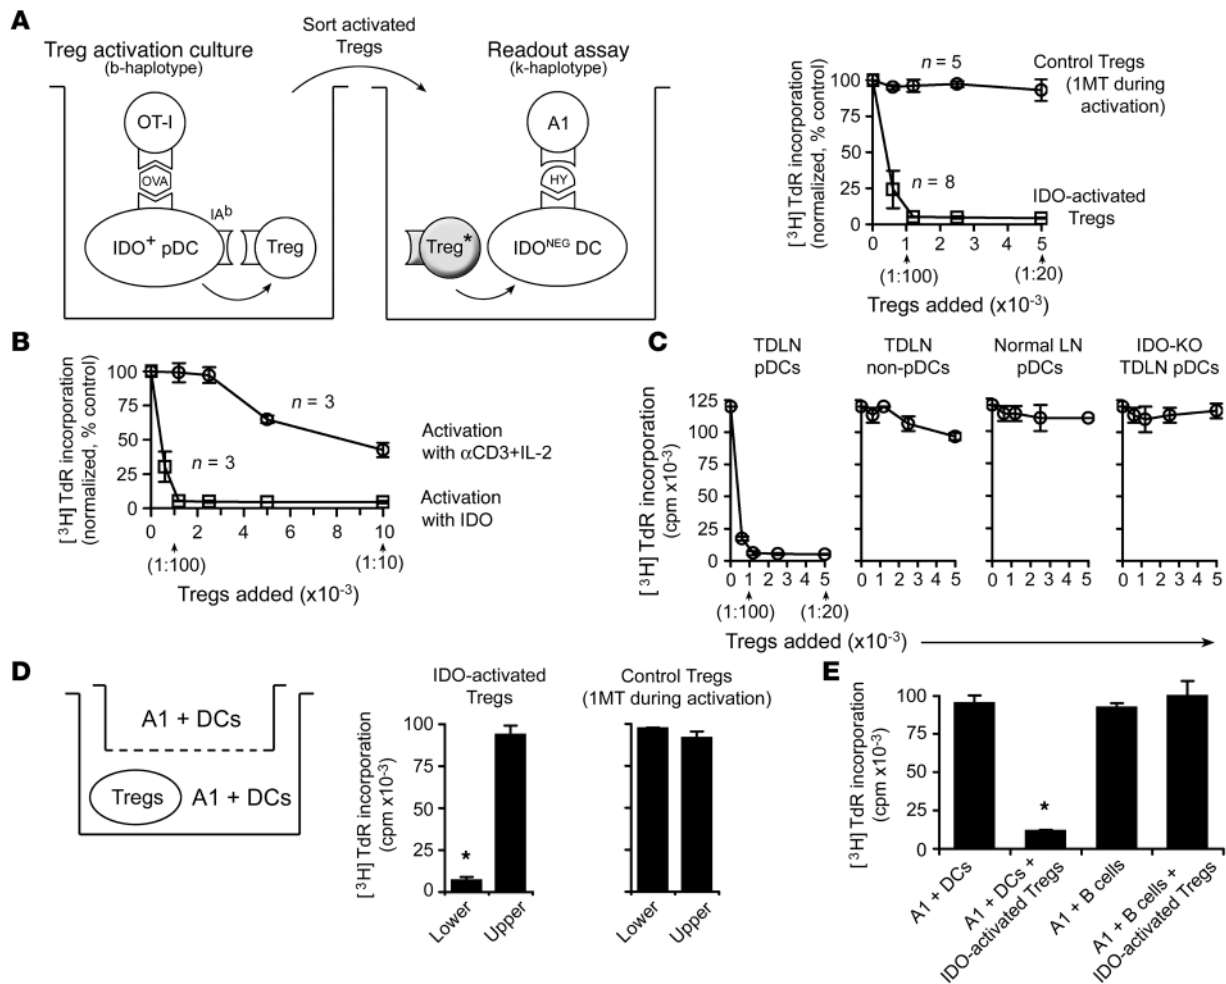 A
Sort activated
Tregs
Treg activation culture
(b-haplotype)
Readout assay
(k-haplotype)
OT-I
OVA
IAb
IDO+ pDC
Treg
A1
HY
Treg*
IDONEG DC
[3H] TdR incorporation
(normalized, % control)
100
75
50
25
0
n = 5
n = 8
Control Tregs
(1MT during
activation)
IDO-activated
Tregs
0 1 2 3 4 5
(1:100)
(1:20)
Tregs added (x10-3)
B
[3H] TdR incorporation
(normalized, % control)
100
75
50
25
0
n = 3
n = 3
Activation
with αCD3+IL-2
Activation
with IDO
0 2 4 6 8 10
(1:100)
(1:10)
Tregs added (x10-3)
C
TDLN
pDCs
TDLN
non-pDCs
Normal LN
pDCs
IDO-KO
TDLN pDCs
[3H] TdR incorporation
(cpm x10-3)
125
100
75
50
25
0
0 1 2 3 4 5
0 1 2 3 4 5
0 1 2 3 4 5
0 1 2 3 4 5
(1:100)
(1:20)
Tregs added (x10-3)
D
A1 + DCs
Tregs
A1 + DCs
IDO-activated
Tregs
Control Tregs
(1MT during activation)
[3H] TdR incorporation
(cpm x10-3)
100
75
50
25
0
*
Lower
Upper
Lower
Upper
E
[3H] TdR incorporation
(cpm x10-3)
100
75
50
25
0
*
A1 + DCs
A1 + DCs +
IDO-activated Tregs
A1 + B cells
A1 + B cells +
IDO-activated Tregs